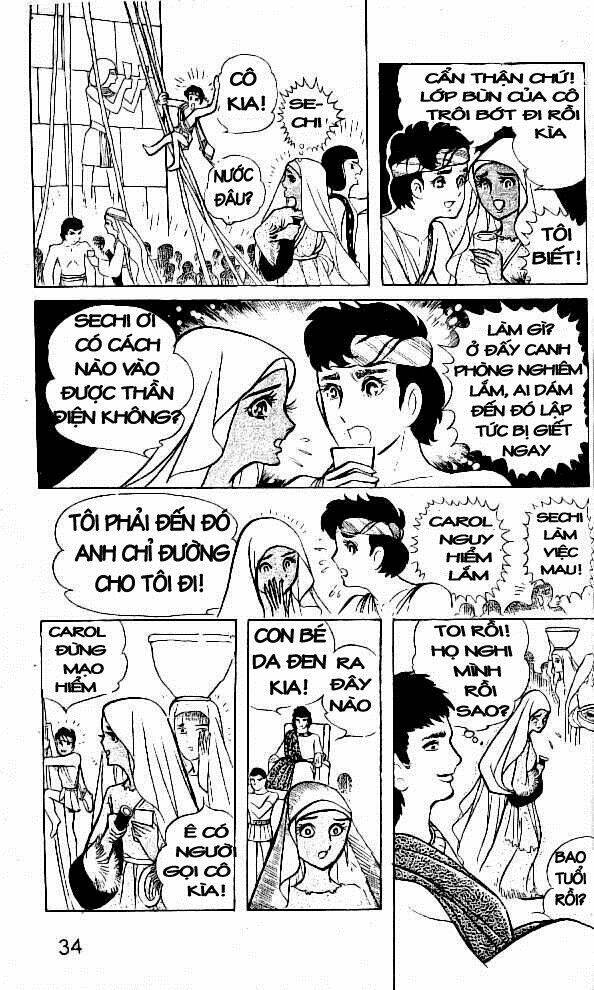 CÔ
KIA!
SE-
CHI
NƯỚC
ĐÂU?
CẨN THẬN CHỨ!
LỚP BÙN CỦA CÔ
TRÔI BỚT ĐI RỒI
KÌA
TÔI
BIẾT!
SECHI ƠI
CÓ CÁCH
NÀO VÀO
ĐƯỢC THẦN
ĐIỆN KHÔNG?
LÀM GÌ?
Ở ĐẤY CANH
PHÒNG NGHIÊM
LẮM, AI DÁM
ĐẾN ĐÓ LẬP
TỨC BỊ GIẾT
NGAY
TÔI PHẢI ĐẾN ĐÓ
ANH CHỈ ĐƯỜNG
CHO TÔI ĐI!
CAROL
NGUY
HIỂM
LẮM
SECHI
LÀM
VIỆC
MAU!
CAROL
ĐỪNG
MẠO
HIỂM
Ê CÓ
NGƯỜI
GỌI CÔ
KÌA!
CON BÉ
DA ĐEN
KIA!
RA
ĐÂY
NÀO
TOI RỒI!
HỌ NGHI
MÌNH
RỒI
SAO?
BAO
TUỔI
RỒI?
34